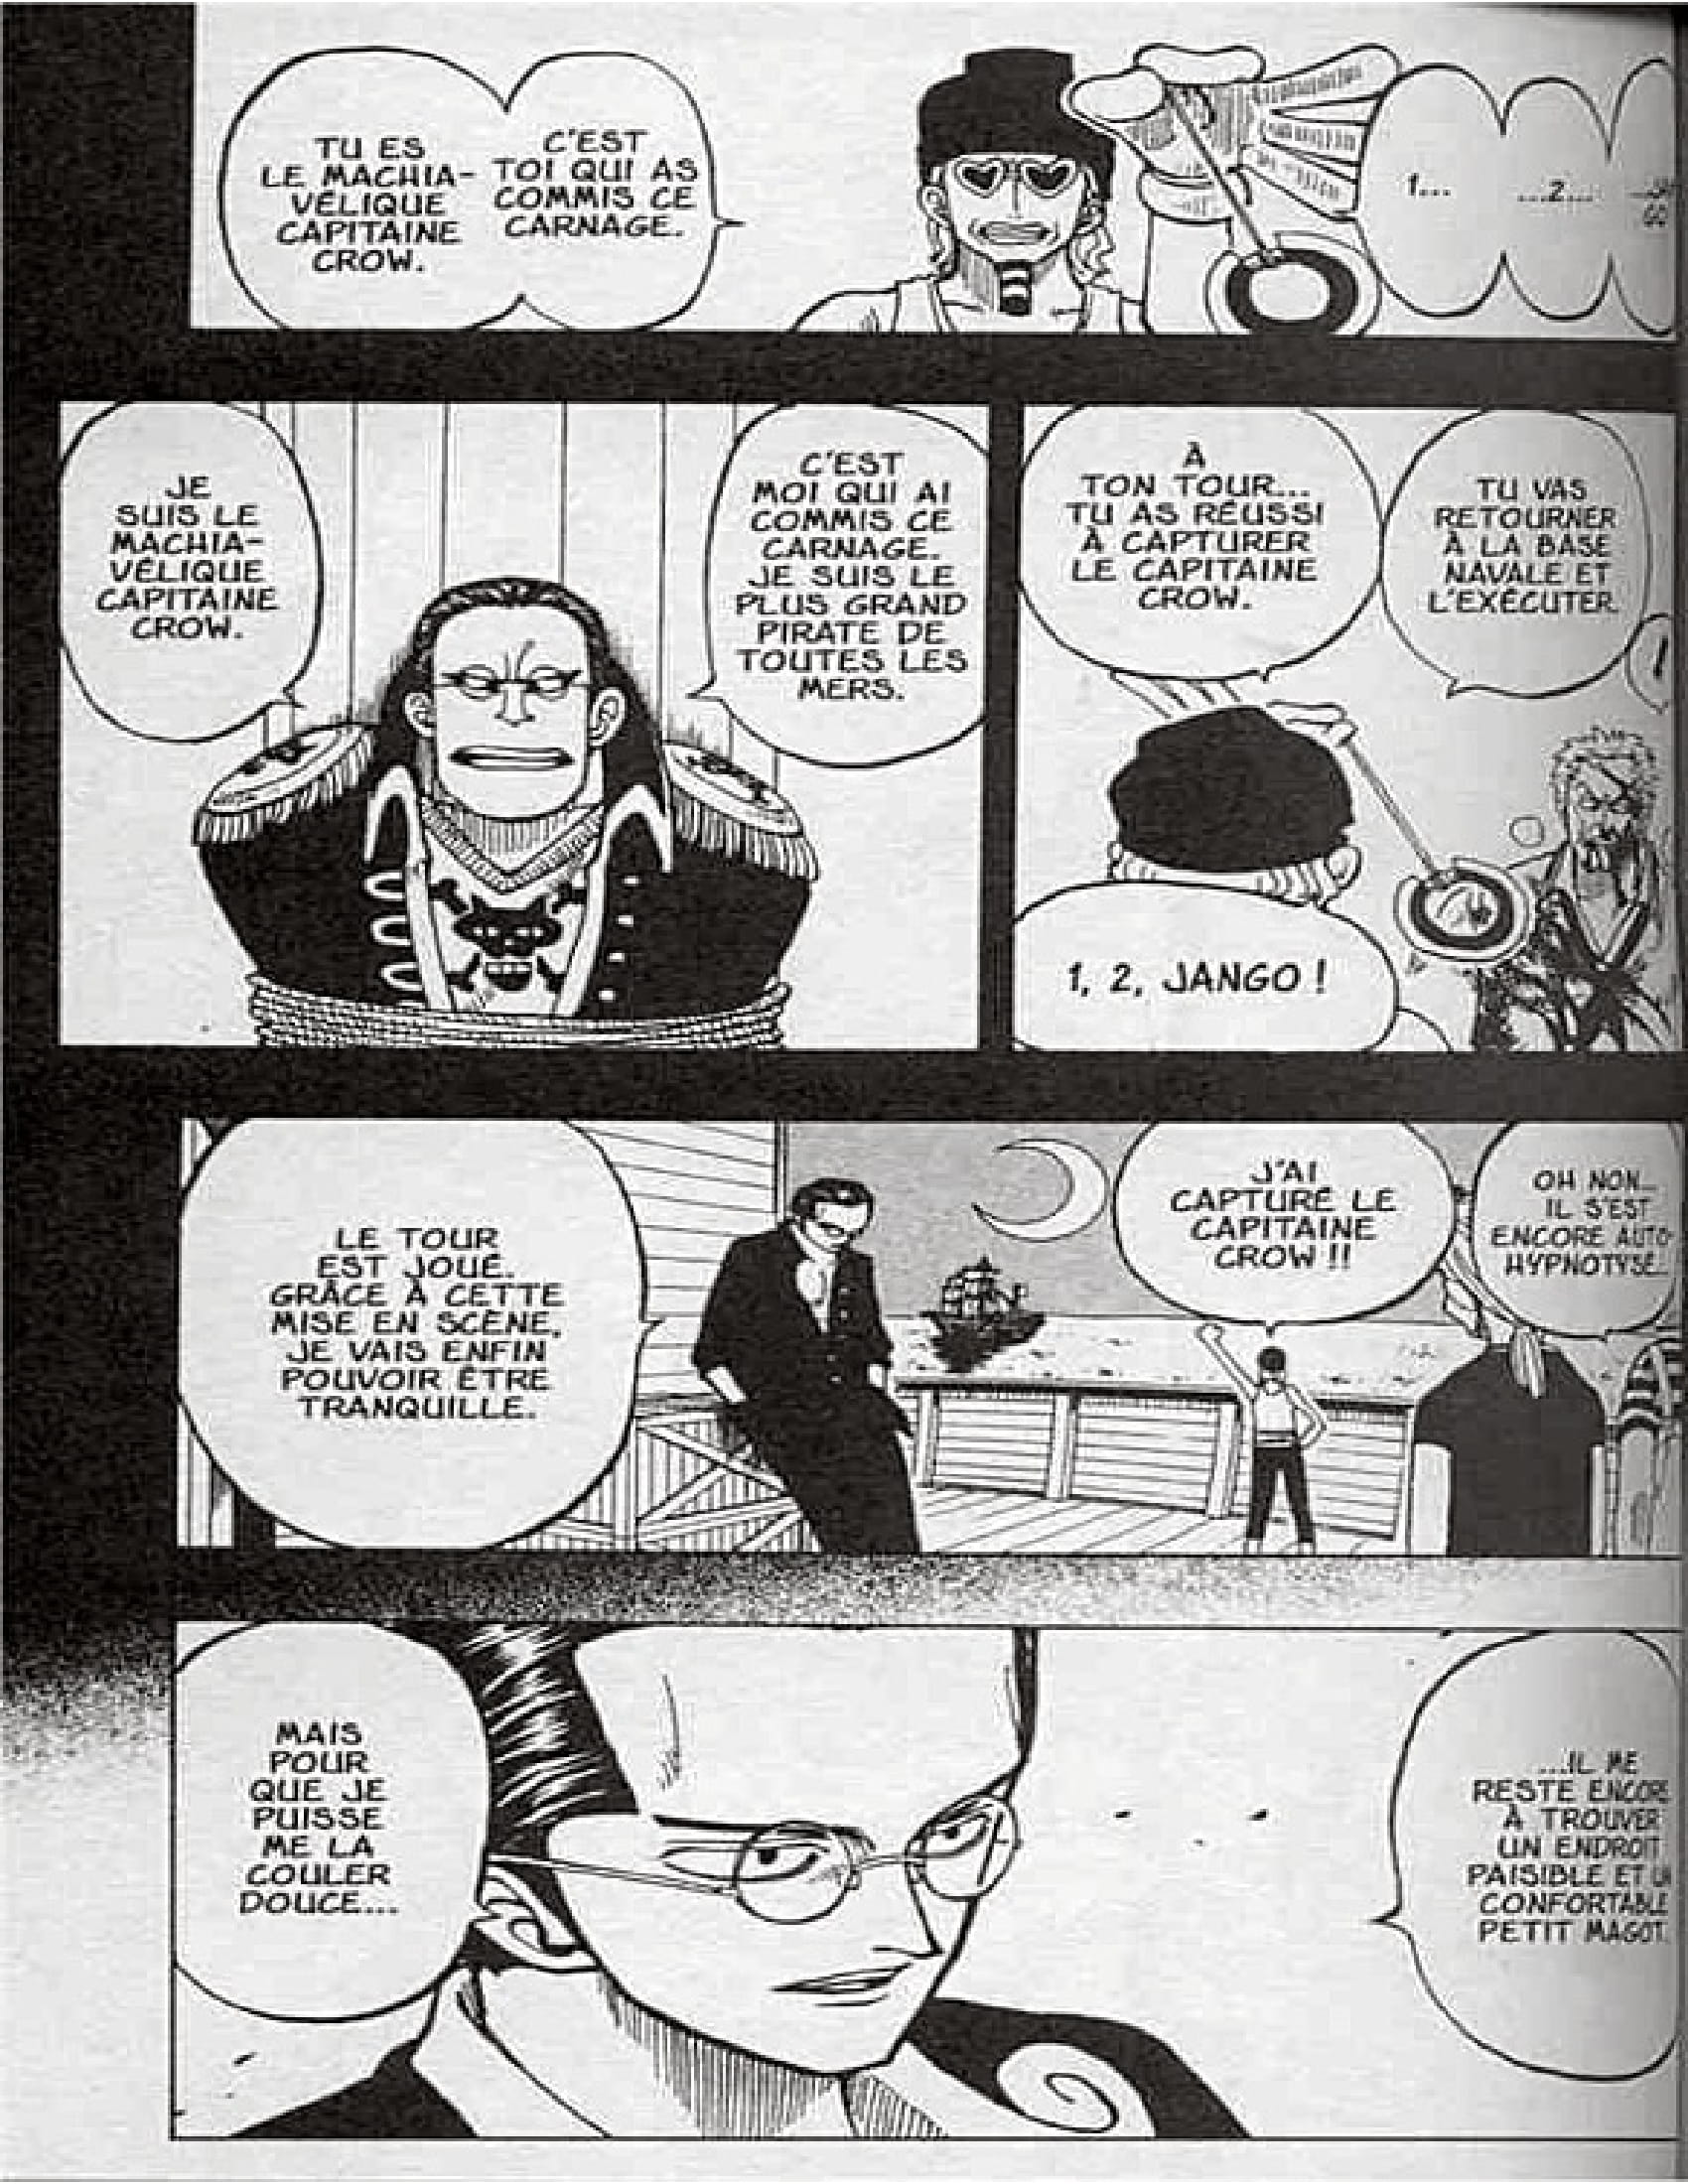 1...
...2...
C'EST
TOI QUI AS
COMMIS CE
CARNAGE.
TU ES
LE MACHIA-
VÉLIQUE
CAPITAINE
CROW.
TU VAS
RETOURNER
À LA BASE
NAVALE ET
L'EXÉCUTER.
À
TON TOUR...
TU AS RÉUSSI
À CAPTURER
LE CAPITAINE
CROW.
1, 2, JANGO !
C'EST
MOI QUI AI
COMMIS CE
CARNAGE.
JE SUIS LE
PLUS GRAND
PIRATE DE
TOUTES LES
MERS.
JE
SUIS LE
MACHIA-
VÉLIQUE
CAPITAINE
CROW.
OH NON...
IL S'EST
ENCORE AUTO-
HYPNOTYSÉ...
J'AI
CAPTURÉ LE
CAPITAINE
CROW !!
LE TOUR
EST JOUÉ.
GRÂCE À CETTE
MISE EN SCÈNE,
JE VAIS ENFIN
POUVOIR ÊTRE
TRANQUILLE.
...IL ME
RESTE ENCORE
À TROUVER
UN ENDROIT
PAISIBLE ET
CONFORTABLE
PETIT MAGOT.
MAIS
POUR
QUE JE
PUISSE
ME LA
COULER
DOUCE...